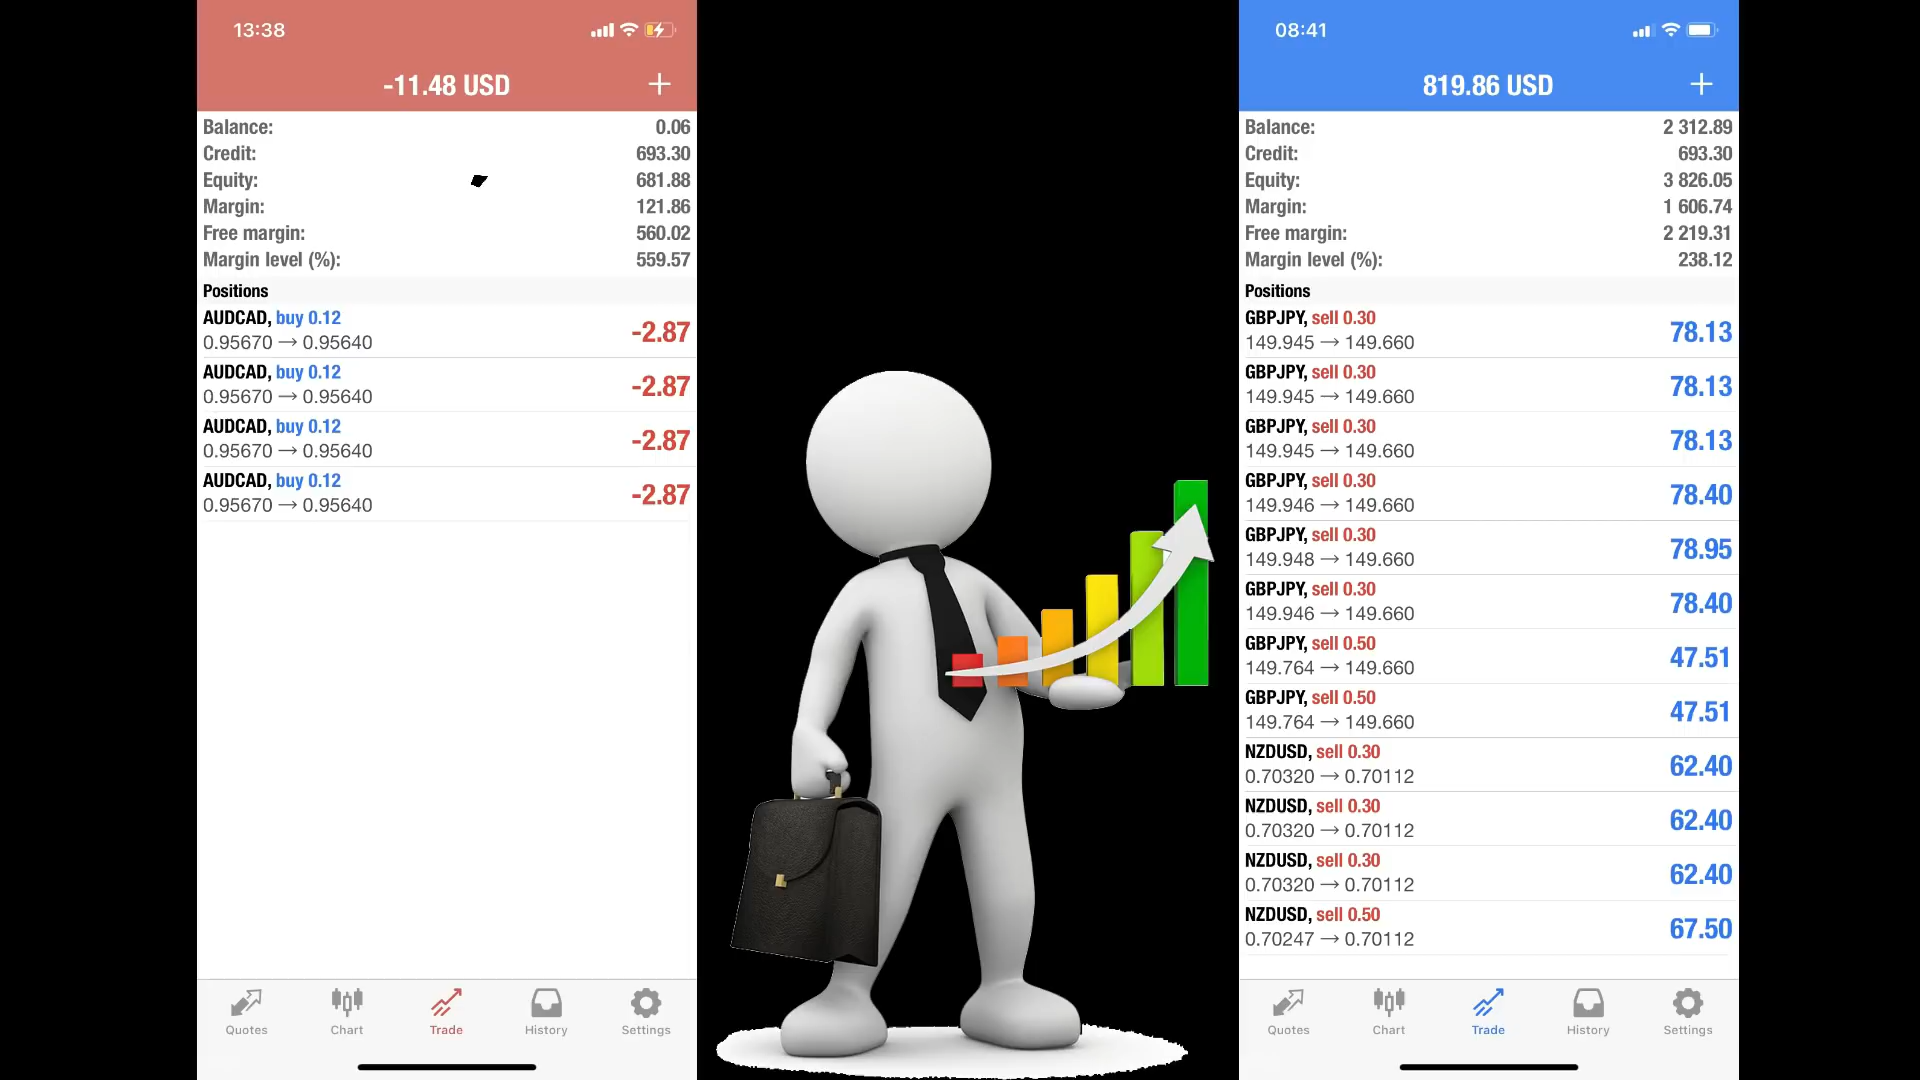 13:38
-11.48 USD
Balance: 0.06
Credit: 693.30
Equity: 681.88
Margin: 121.86
Free margin: 560.02
Margin level (%): 559.57
Positions
AUDCAD, buy 0.12
0.95670 → 0.95640 -2.87
AUDCAD, buy 0.12
0.95670 → 0.95640 -2.87
AUDCAD, buy 0.12
0.95670 → 0.95640 -2.87
AUDCAD, buy 0.12
0.95670 → 0.95640 -2.87
Quotes Chart Trade History Settings
08:41
819.86 USD
Balance: 2 312.89
Credit: 693.30
Equity: 3 826.05
Margin: 1 606.74
Free margin: 2 219.31
Margin level (%): 238.12
Positions
GBPJPY, sell 0.30
149.945 → 149.660 78.13
GBPJPY, sell 0.30
149.945 → 149.660 78.13
GBPJPY, sell 0.30
149.945 → 149.660 78.13
GBPJPY, sell 0.30
149.946 → 149.660 78.40
GBPJPY, sell 0.30
149.948 → 149.660 78.95
GBPJPY, sell 0.30
149.946 → 149.660 78.40
GBPJPY, sell 0.50
149.764 → 149.660 47.51
GBPJPY, sell 0.50
149.764 → 149.660 47.51
NZDUSD, sell 0.30
0.70320 → 0.70112 62.40
NZDUSD, sell 0.30
0.70320 → 0.70112 62.40
NZDUSD, sell 0.30
0.70320 → 0.70112 62.40
NZDUSD, sell 0.50
0.70247 → 0.70112 67.50
Quotes Chart Trade History Settings